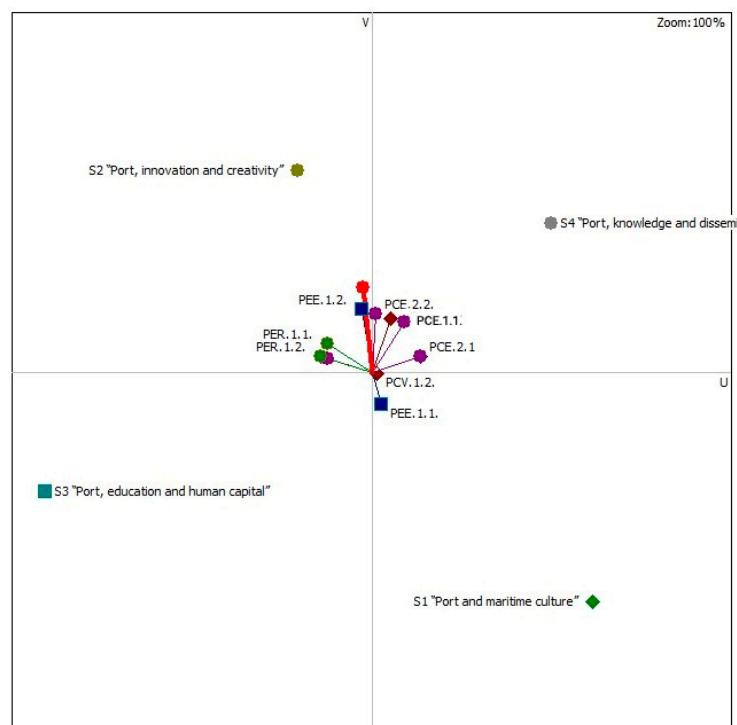 V
Zoom:100%
S2 “Port, innovation and creativity”
S4 “Port, knowledge and dissemi
PEE.1.2.
PCE.2.2.
PCE.1.1.
PER.1.1.
PER.1.2.
PCE.2.1
U
PCV.1.2.
PEE.1.1.
S3 “Port, education and human capital”
S1 “Port and maritime culture”